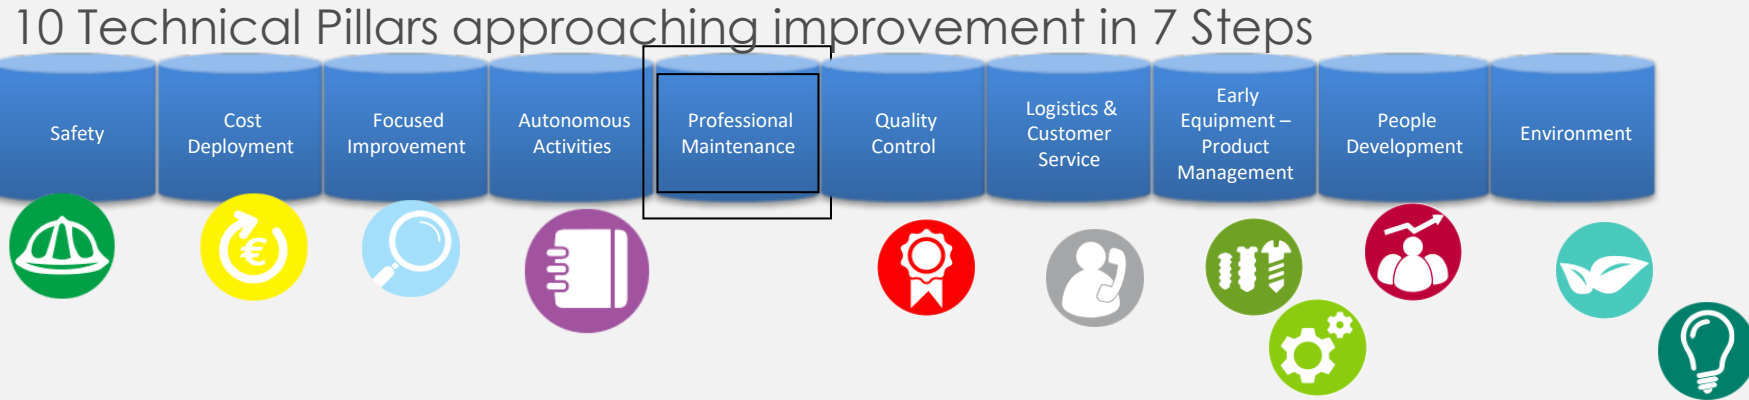 10 Technical Pillars approaching improvement in 7 Steps
Safety
Cost
Deployment
Focused
Improvement
Autonomous
Activities
Professional
Maintenance
Quality
Control
Logistics &
Customer
Service
Early
Equipment –
Product
Management
People
Development
Environment
€